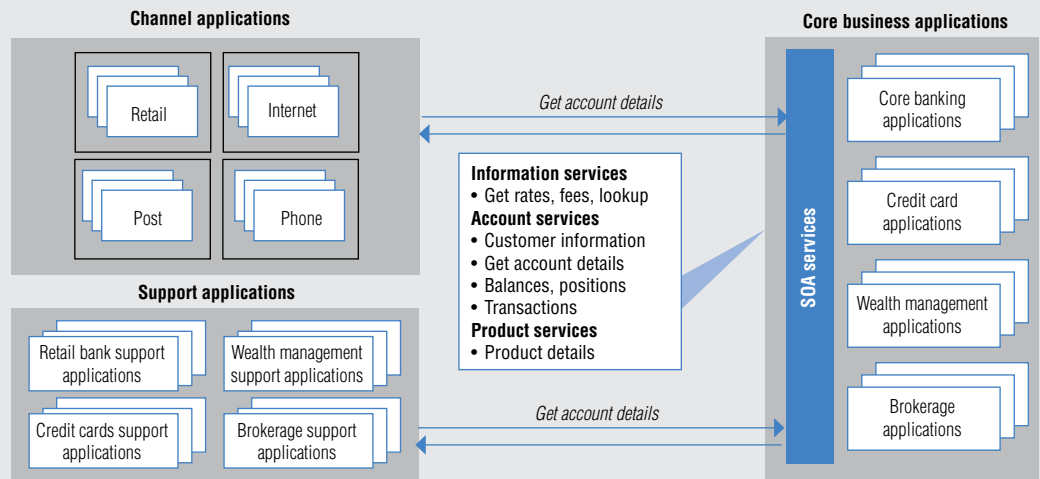 Channel applications
Retail
Internet
Post
Phone
Support applications
Retail bank support
applications
Wealth management
support applications
Credit cards support
applications
Brokerage support
applications
Get account details
Information services
• Get rates, fees, lookup
Account services
• Customer information
• Get account details
• Balances, positions
• Transactions
Product services
• Product details
Get account details
Core business applications
SOA services
Core banking
applications
Credit card
applications
Wealth management
applications
Brokerage
applications